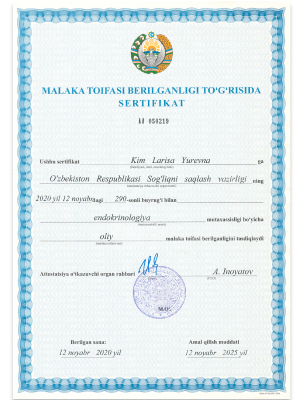 MALAKA TOIFASI BERILGANLIGI TO‘G‘RISIDA
SERTIFIKAT
№ 050219
Ushbu sertifikat Kim Larisa Yurevna ga
O'zbekiston Respublikasi Sog'liqni saqlash vazirligi ning
2020 yil 12 noyabrdagi 290-sonli buyrug‘i bilan
endokrinologiya mutaxassisligi bo‘yicha
oliy malaka toifasi berilganligini tasdiqlaydi
Attestatsiya o‘tkazuvchi organ rahbari A. Inoyatov
M.O‘.
Berilgan sana: Amal qilish muddati
12 noyabr 2020 yil 12 noyabr 2025 yil